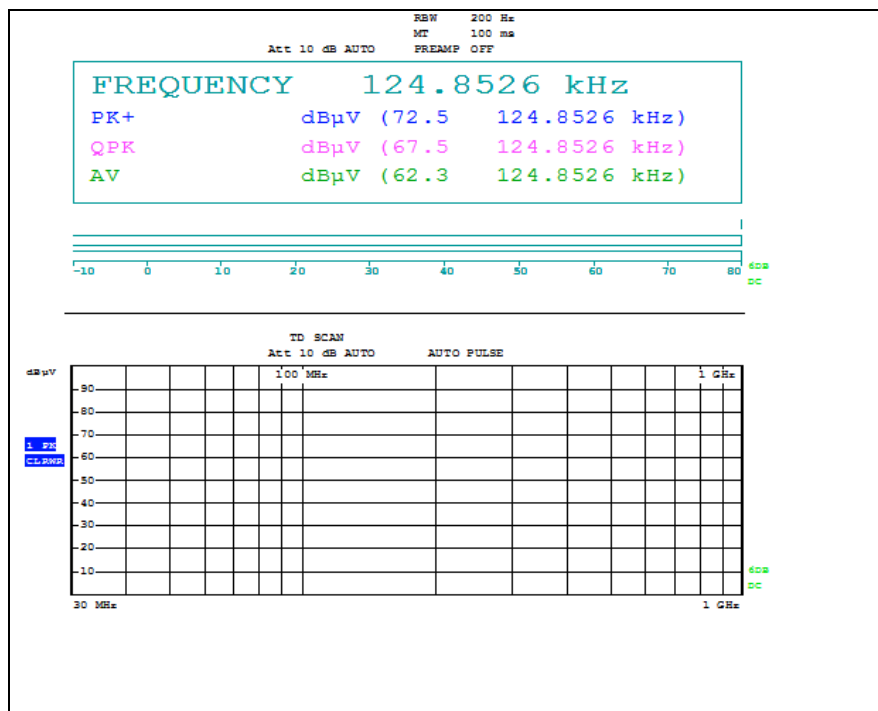 RBW 200 Hz
MT 100 ms
Att 10 dB AUTO PREAMP OFF
FREQUENCY 124.8526 kHz
PK+ dBµV (72.5 124.8526 kHz)
QPK dBµV (67.5 124.8526 kHz)
AV dBµV (62.3 124.8526 kHz)
-10 0 10 20 30 40 50 60 70 80
6DB
DC
TD SCAN
Att 10 dB AUTO AUTO PULSE
dBµV
100 MHz 1 GHz
90
80
70
1 PK
60
CLRWR
50
40
30
20
10
6DB
DC
30 MHz 1 GHz